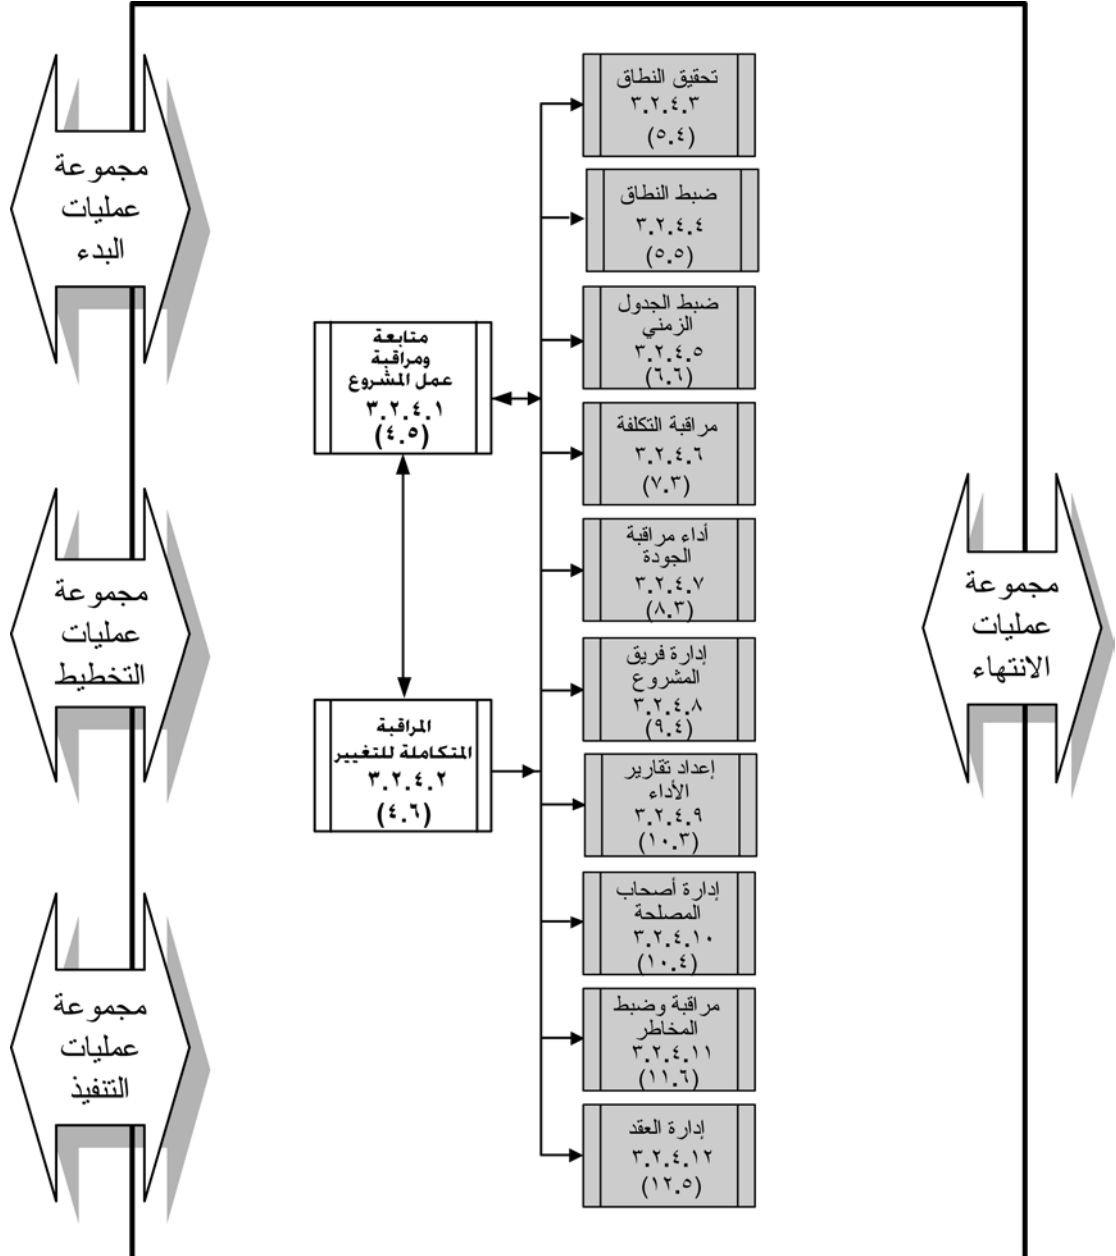 مجموعة
عمليات
البدء
مجموعة
عمليات
التخطيط
مجموعة
عمليات
التنفيذ
متابعة
ومراقبة
عمل المشروع
٣.٢.٤.١
(٤.٥)
المراقبة
المتكاملة للتغيير
٣.٢.٤.٢
(٤.٦)
تحقيق النطاق
٣.٢.٤.٣
(٥.٤)
ضبط النطاق
٣.٢.٤.٤
(٥.٥)
ضبط الجدول
الزمني
٣.٢.٤.٥
(٦.٦)
مراقبة التكلفة
٣.٢.٤.٦
(٧.٣)
أداء مراقبة
الجودة
٣.٢.٤.٧
(٨.٣)
إدارة فريق
المشروع
٣.٢.٤.٨
(٩.٤)
إعداد تقارير
الأداء
٣.٢.٤.٩
(١٠.٣)
إدارة أصحاب
المصلحة
٣.٢.٤.١٠
(١٠.٤)
مراقبة وضبط
المخاطر
٣.٢.٤.١١
(١١.٦)
إدارة العقد
٣.٢.٤.١٢
(١٢.٥)
مجموعة
عمليات
الانتهاء